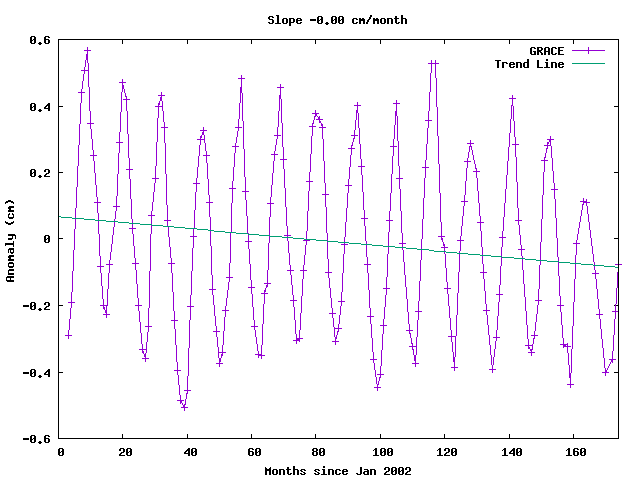 Slope -0.00 cm/month
GRACE
Trend Line
0.6
0.4
0.2
0
-0.2
-0.4
-0.6
Anomaly (cm)
0 20 40 60 80 100 120 140 160
Months since Jan 2002